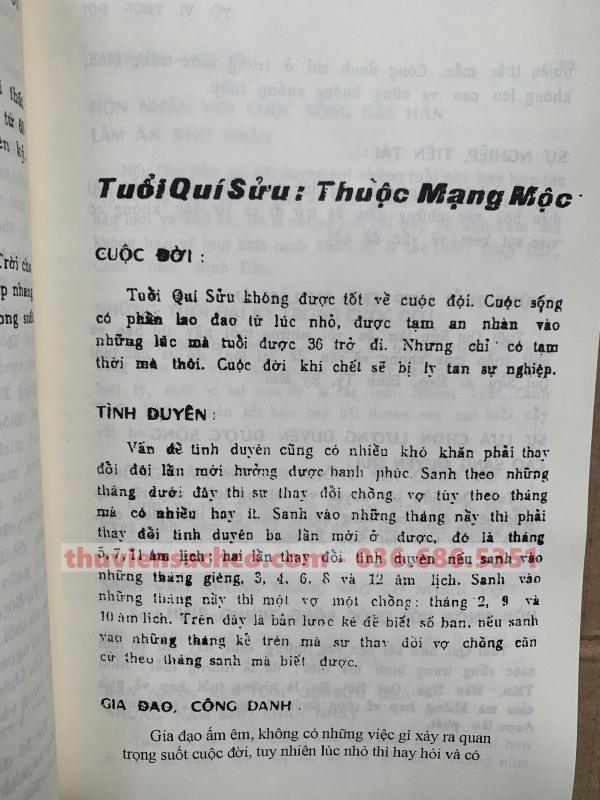 Tuổi Quí Sửu : Thuộc Mạng Mộc
CUỘC ĐỜI :
Tuổi Quí Sửu không được tốt về cuộc đội. Cuộc sống
có phần lao đao từ lúc nhỏ, được tạm an nhàn vào
những lúc mà tuổi được 36 trở đi. Nhưng chỉ có tạm
thời mà thôi. Cuộc đời khi chết sẽ bị ly tan sự nghiệp.
TÌNH DUYÊN :
Vấn đề tình duyên cũng có nhiều khó khăn phải thay
đổi đôi lần mới hưởng được hạnh phúc. Sanh theo những
tháng dưới đây thì sự thay đổi chồng, vợ tùy theo tháng
mà có nhiều hay ít. Sanh vào những tháng nầy thì phải
thay đổi tình duyên ba lần mới ở được, đó là tháng
5, 7, 11 âm lịch; hai lần thay đổi tình duyên nếu sanh vào
thuviensachco.com - 086.686.5351
những tháng giêng, 3, 4, 6, 8 và 12 âm lịch. Sanh vào
những tháng nầy thì một vợ một chồng: tháng 2, 9 và
10 âm lich. Trên đây là bản lược kê để biết số bạn, nếu sanh
vào những tháng kể trên mà sự thay đổi vợ chồng căn
cứ theo tháng sanh mà biết được.
GIA ĐẠO, CÔNG DANH :
Gia đạo ấm êm, không có những việc gì xảy ra quan
trọng suốt cuộc đời, tuy nhiên lúc nhỏ thì hay hỏi và có